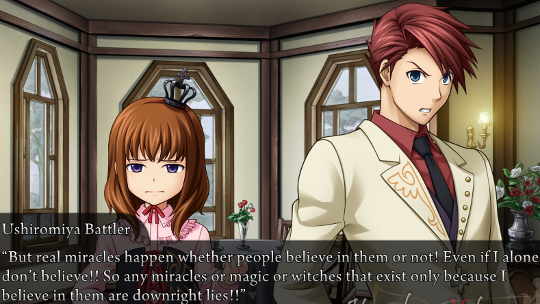 Ushiromiya Battler
“But real miracles happen whether people believe in them or not! Even if I alone
don’t believe!! So any miracles or magic or witches that exist only because I
believe in them are downright lies!!”